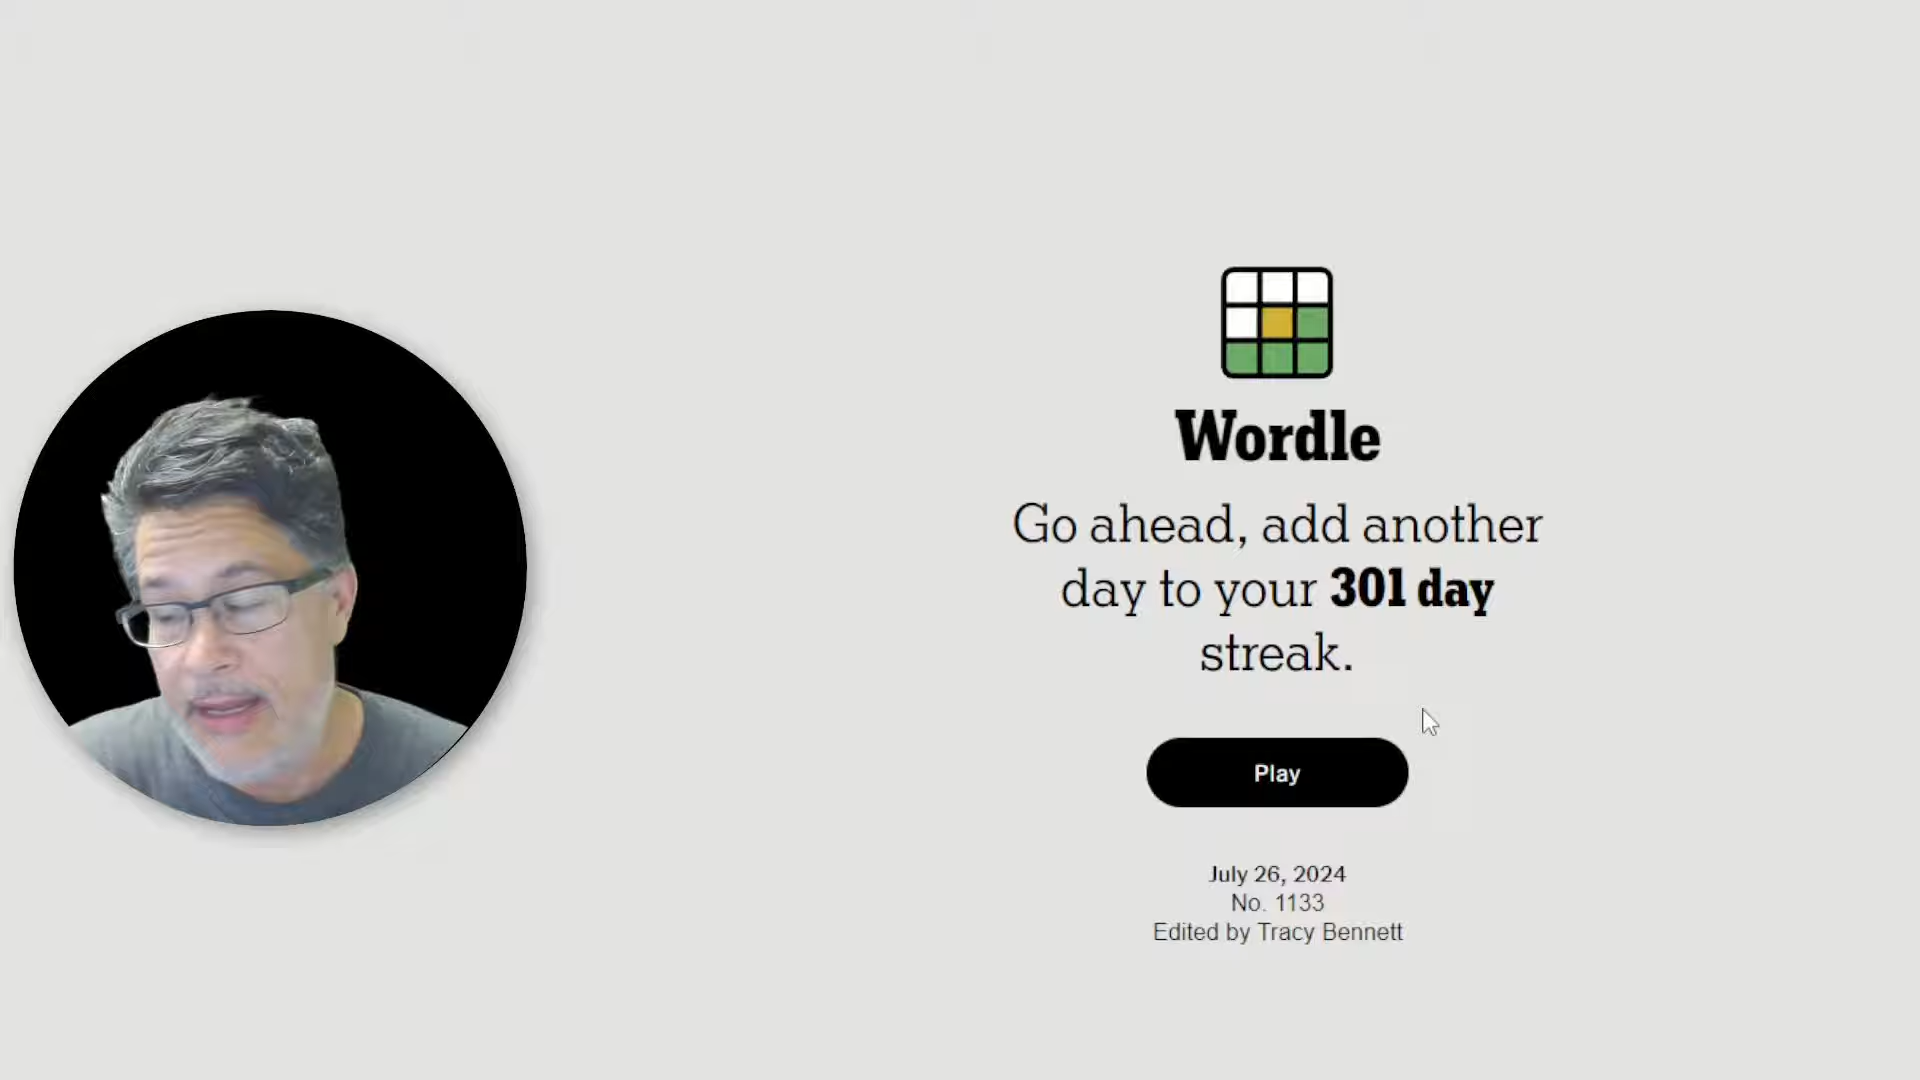 Wordle
Go ahead, add another
day to your 301 day
streak.
Play
July 26, 2024
No. 1133
Edited by Tracy Bennett